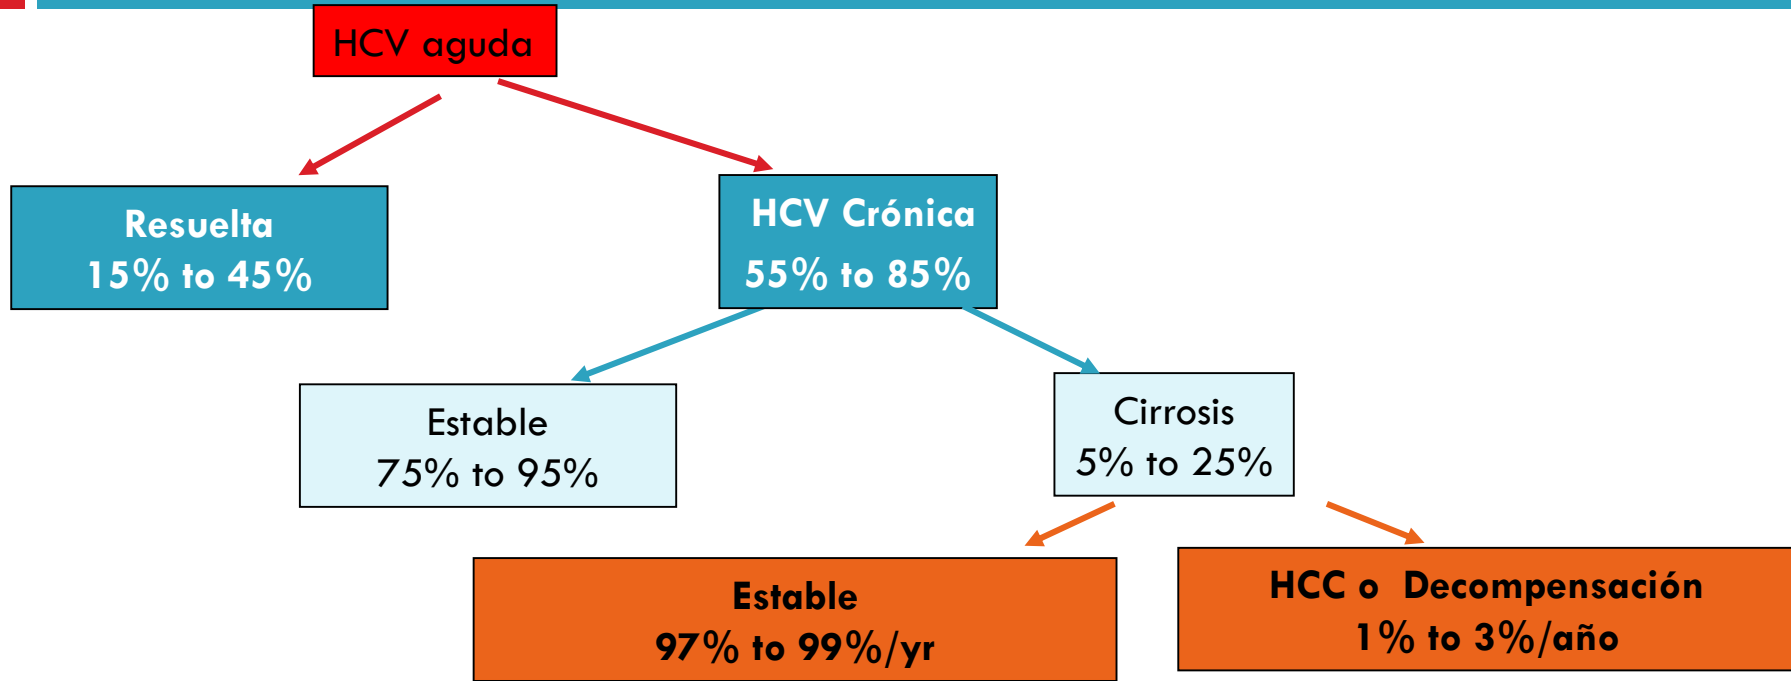 HCV aguda
Resuelta
15% to 45%
HCV Crónica
55% to 85%
Estable
75% to 95%
Cirrosis
5% to 25%
Estable
97% to 99%/yr
HCC o  Decompensación
1% to 3%/año